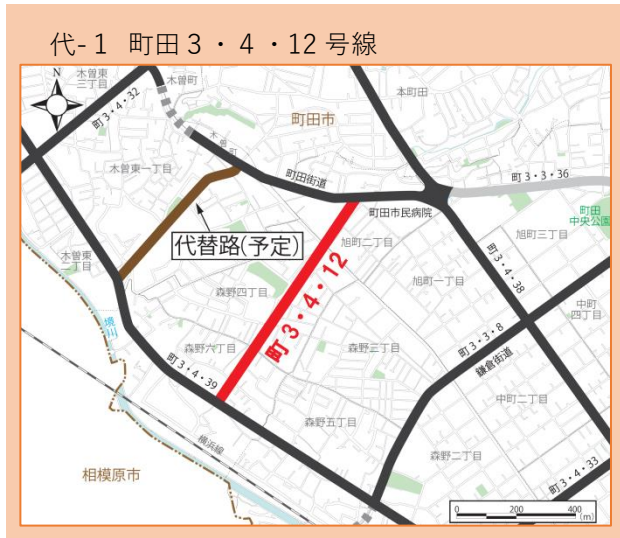 代-1 町田3・4・12号線
N
木曽東
三丁目
木曽町
本町田
町3・4・32
町田市
木曽東一丁目
町田街道
町3・3・36
町田市民病院
町田
中央公園
代替路(予定)
旭町二丁目
旭町三丁目
木曽東
二丁目
町3・4・12
町3・4・38
森野四丁目
旭町一丁目
中町
四丁目
境川
町3・3・8
森野六丁目
森野三丁目
鎌倉街道
町3・4・39
中町二丁目
森野五丁目
横浜線
森野二丁目
町3・4・33
相模原市
0 200 400
(m)